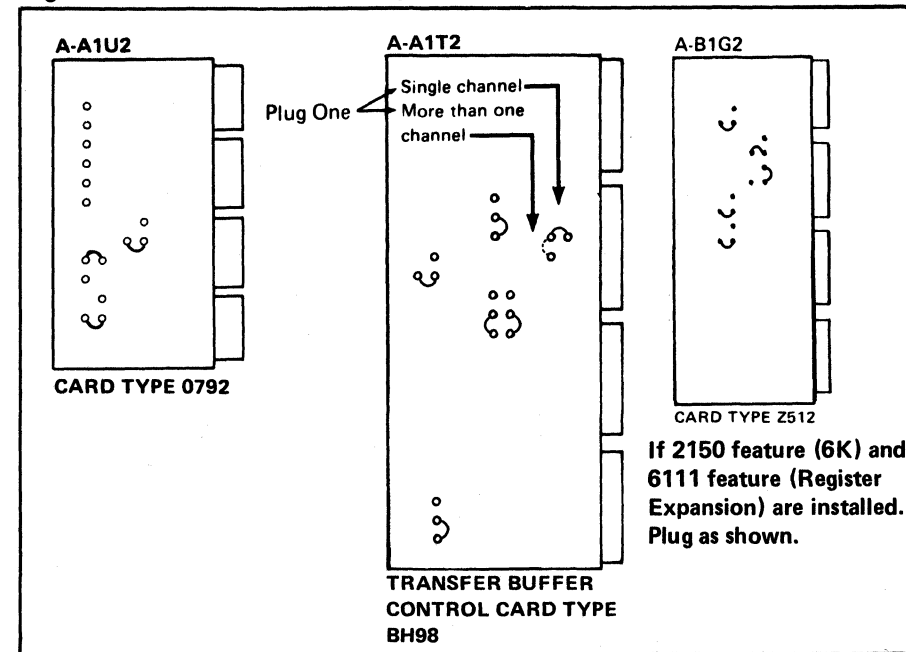 A-A1U2
CARD TYPE 0792
A-A1T2
Plug One
Single channel
More than one
channel
TRANSFER BUFFER
CONTROL CARD TYPE
BH98
A-B1G2
CARD TYPE Z512
If 2150 feature (6K) and
6111 feature (Register
Expansion) are installed.
Plug as shown.